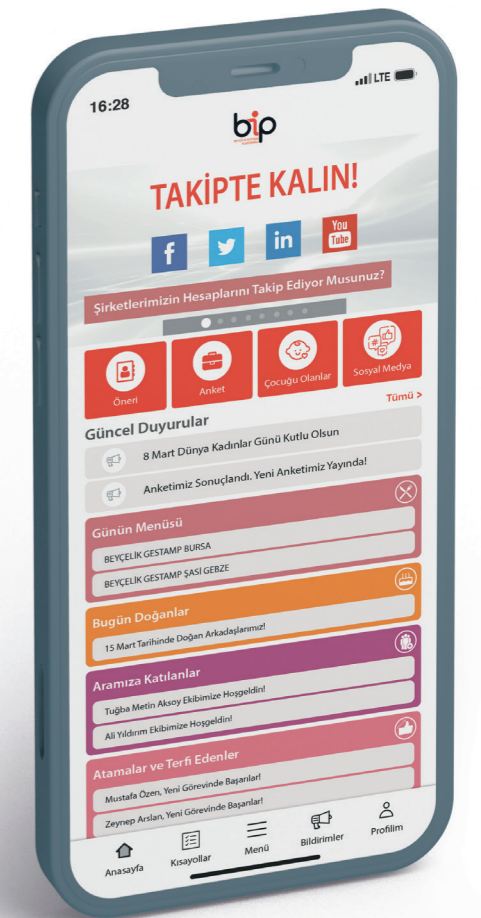 16:28
LTE
bip
TAKİPTE KALIN!
f
in
You
Tube
Şirketlerimizin Hesaplarını Takip Ediyor Musunuz?
Öneri
Anket
Çocuğu Olanlar
#
Sosyal Medya
Güncel Duyurular
Tümü >
8 Mart Dünya Kadınlar Günü Kutlu Olsun
Anketimiz Sonuçlandı. Yeni Anketimiz Yayında!
Günün Menüsü
BEYÇELİK GESTAMP BURSA
BEYÇELİK GESTAMP ŞASİ GEBZE
Bugün Doğanlar
15 Mart Tarihinde Doğan Arkadaşlarımız!
Aramıza Katılanlar
Tuğba Metin Aksoy Ekibimize Hoşgeldin!
Ali Yıldırım Ekibimize Hoşgeldin!
Atamalar ve Terfi Edenler
Mustafa Özen, Yeni Görevinde Başarılar!
Zeynep Arslan, Yeni Görevinde Başarılar!
Anasayfa
Kısayollar
Menü
Bildirimler
Profilim